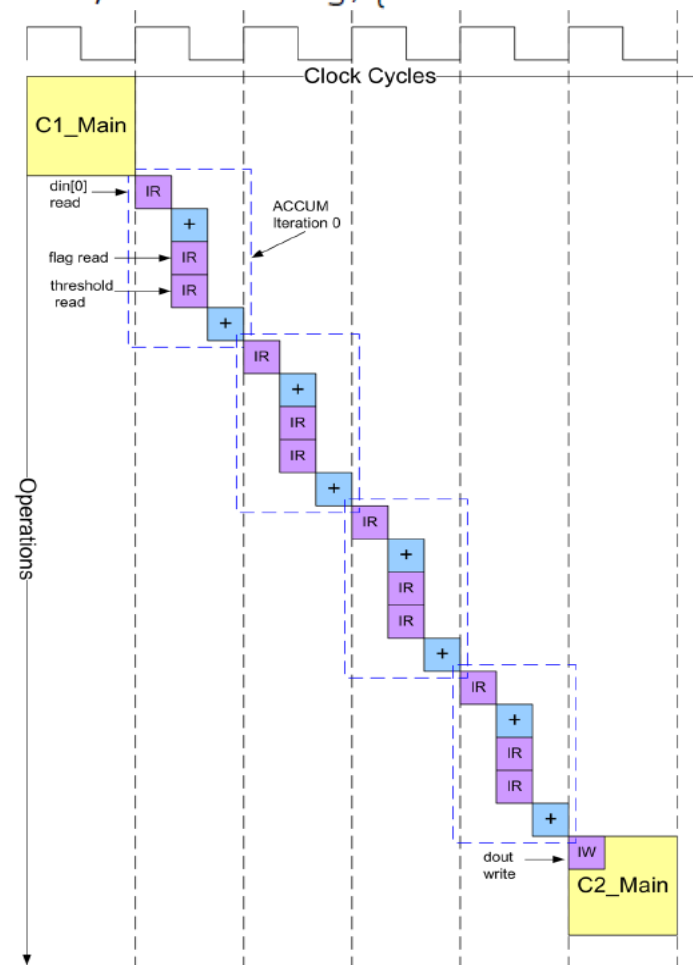 Clock Cycles
C1_Main
din[0]
read
IR
+
flag read
IR
threshold
read
IR
+
ACCUM
Iteration 0
IR
+
IR
IR
+
IR
+
IR
IR
+
IR
+
IR
IR
+
dout
write
IW
C2_Main
Operations